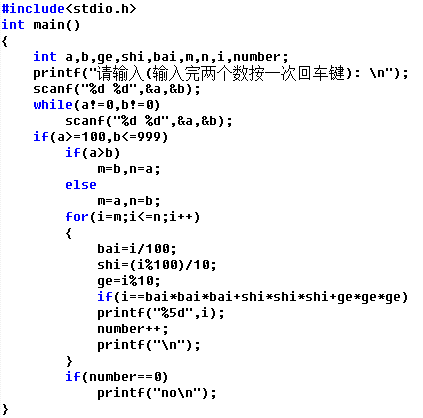 #include<stdio.h>
int main()
{
    int a,b,ge,shi,bai,m,n,i,number;
    printf("请输入(输入完两个数按一次回车键): \n");
    scanf("%d %d",&a,&b);
    while(a!=0,b!=0)
        scanf("%d %d",&a,&b);
    if(a>=100,b<=999)
        if(a>b)
            m=b,n=a;
        else
            m=a,n=b;
        for(i=m;i<=n;i++)
        {
            bai=i/100;
            shi=(i%100)/10;
            ge=i%10;
            if(i==bai*bai*bai+shi*shi*shi+ge*ge*ge)
            printf("%5d",i);
            number++;
            printf("\n");
        }
        if(number==0)
            printf("no\n");
}